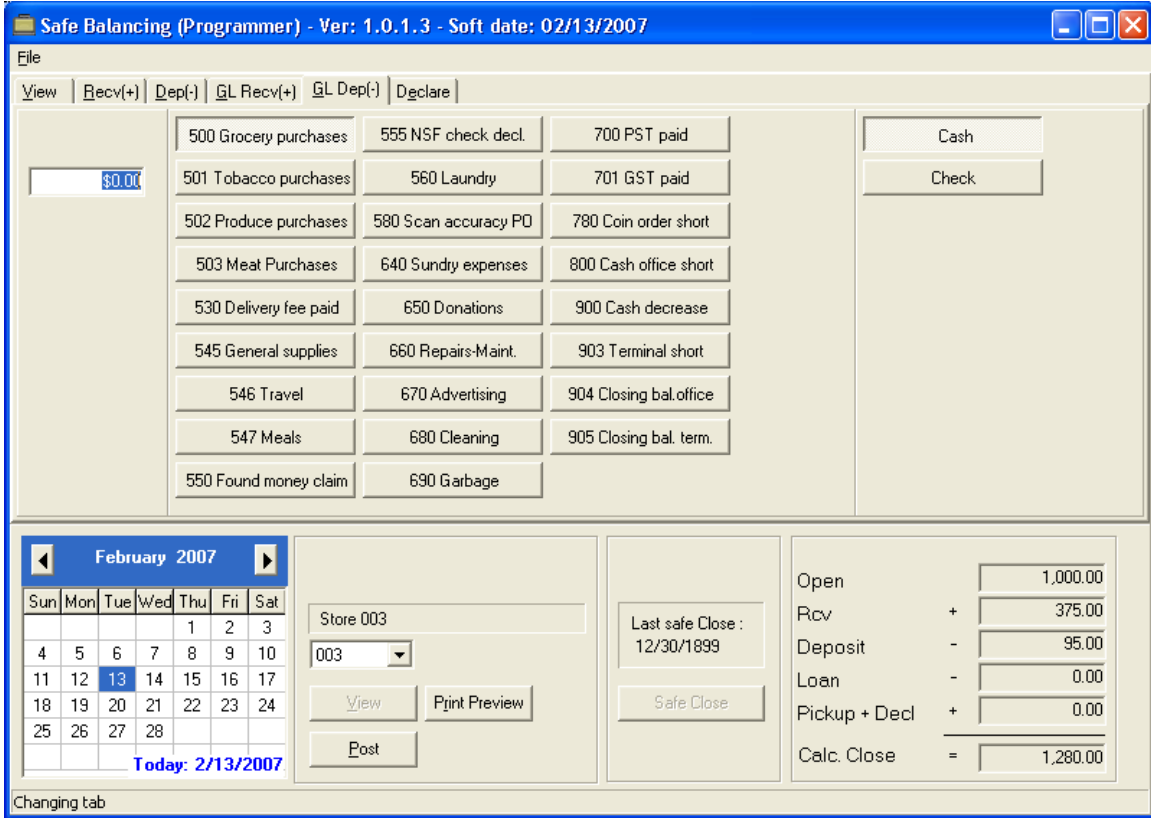 Safe Balancing (Programmer) - Ver: 1.0.1.3 - Soft date: 02/13/2007
File
View Recv(+) Dep(-) GL Recv(+) GL Dep(-) Declare
$0.00
500 Grocery purchases 555 NSF check decl. 700 PST paid Cash
501 Tobacco purchases 560 Laundry 701 GST paid Check
502 Produce purchases 580 Scan accuracy PO 780 Coin order short
503 Meat Purchases 640 Sundry expenses 800 Cash office short
530 Delivery fee paid 650 Donations 900 Cash decrease
545 General supplies 660 Repairs-Maint. 903 Terminal short
546 Travel 670 Advertising 904 Closing bal.office
547 Meals 680 Cleaning 905 Closing bal. term.
550 Found money claim 690 Garbage
February 2007
Sun Mon Tue Wed Thu Fri Sat
1 2 3
4 5 6 7 8 9 10
11 12 13 14 15 16 17
18 19 20 21 22 23 24
25 26 27 28
Today: 2/13/2007
Store 003
003
View Print Preview
Post
Last safe Close :
12/30/1899
Safe Close
Open 1,000.00
Rcv + 375.00
Deposit - 95.00
Loan - 0.00
Pickup + Decl + 0.00
Calc. Close = 1,280.00
Changing tab